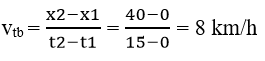 v_tb = (x2−x1)/(t2−t1) = (40−0)/(15−0) = 8 km/h